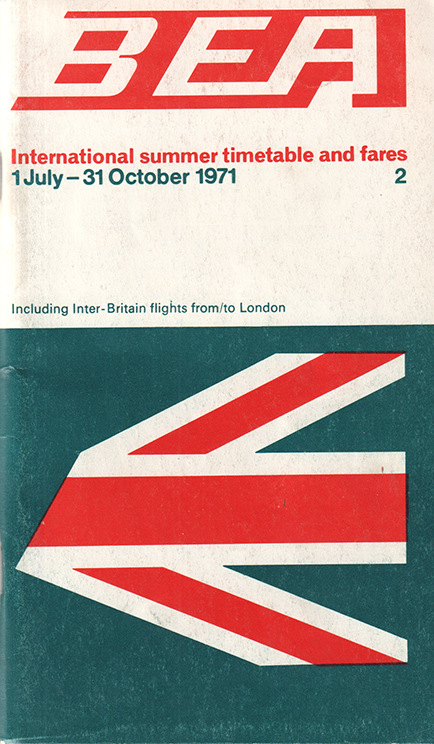 BEA
International summer timetable and fares
1 July – 31 October 1971 2
Including Inter-Britain flights from/to London